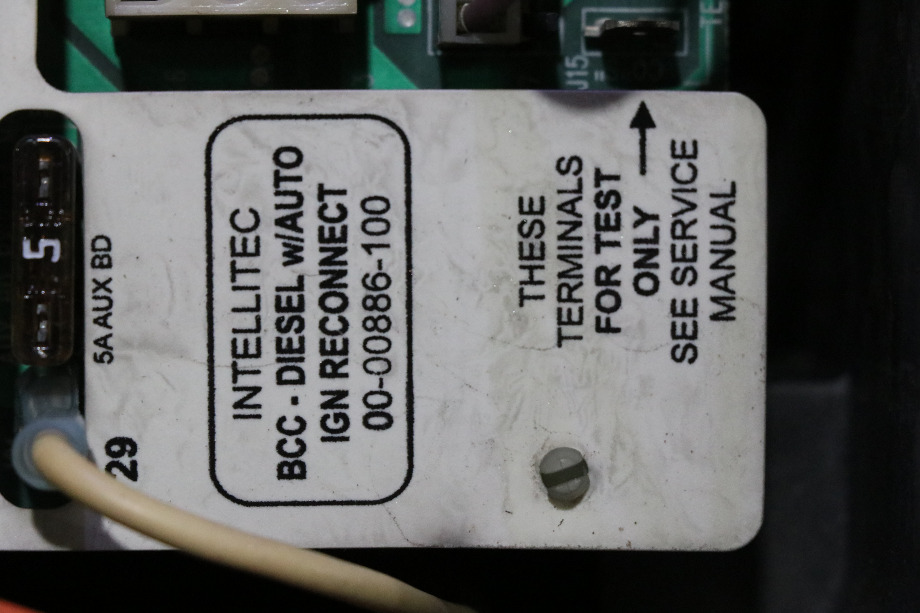 INTELLITEC
BCC - DIESEL w/AUTO
IGN RECONNECT
00-00886-100
THESE
TERMINALS
FOR TEST
ONLY
SEE SERVICE
MANUAL
5
5A AUX BD
29
J15